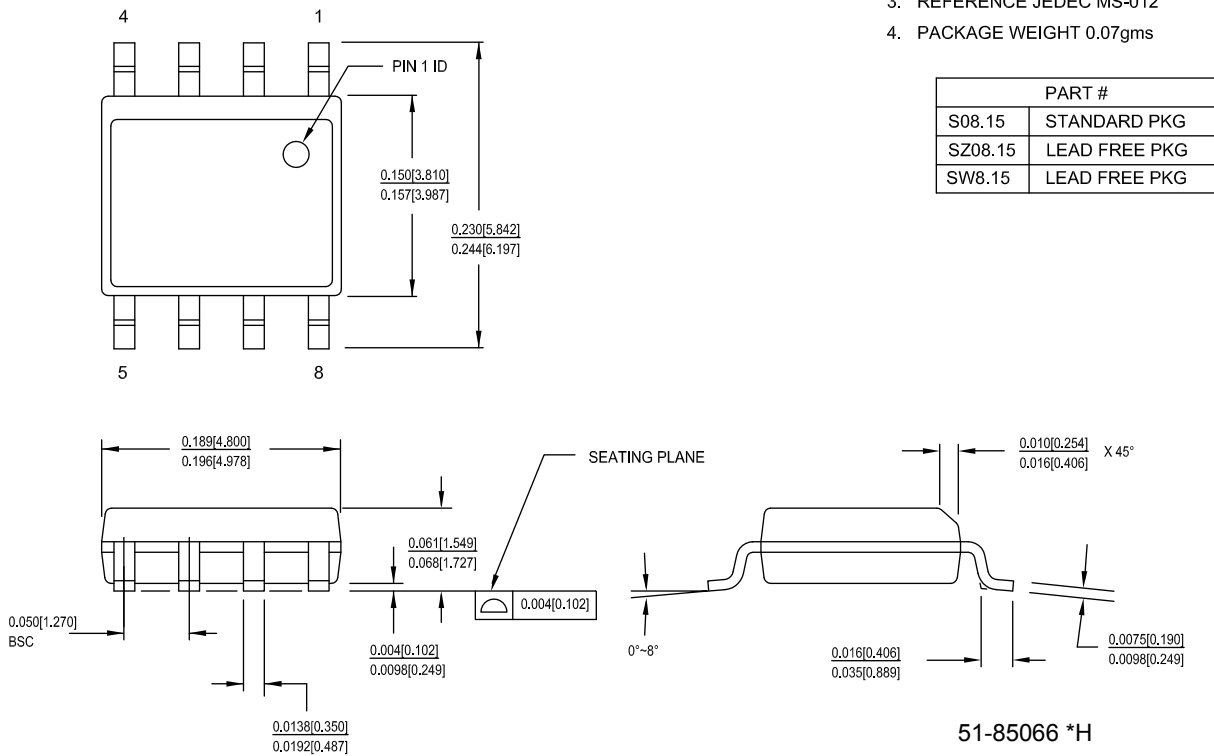 3. REFERENCE JEDEC MS-012
4. PACKAGE WEIGHT 0.07gms
PART #
S08.15 STANDARD PKG
SZ08.15 LEAD FREE PKG
SW8.15 LEAD FREE PKG
4 1
PIN 1 ID
0.150[3.810]
0.157[3.987]
0.230[5.842]
0.244[6.197]
5 8
0.189[4.800]
0.196[4.978]
SEATING PLANE
0.010[0.254]
0.016[0.406]
X 45°
0.061[1.549]
0.068[1.727]
0.004[0.102]
0.050[1.270]
BSC
0.004[0.102]
0.0098[0.249]
0°~8°
0.016[0.406]
0.035[0.889]
0.0075[0.190]
0.0098[0.249]
0.0138[0.350]
0.0192[0.487]
51-85066 *H